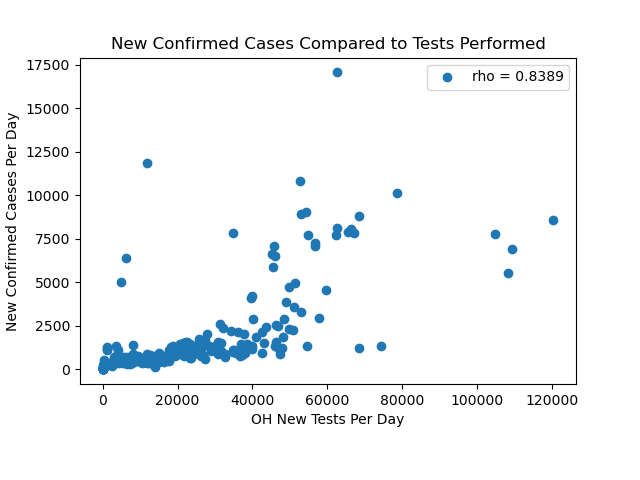 New Confirmed Cases Compared to Tests Performed
rho = 0.8389
17500
15000
12500
10000
7500
5000
2500
0
New Confirmed Caeses Per Day
0 20000 40000 60000 80000 100000 120000
OH New Tests Per Day